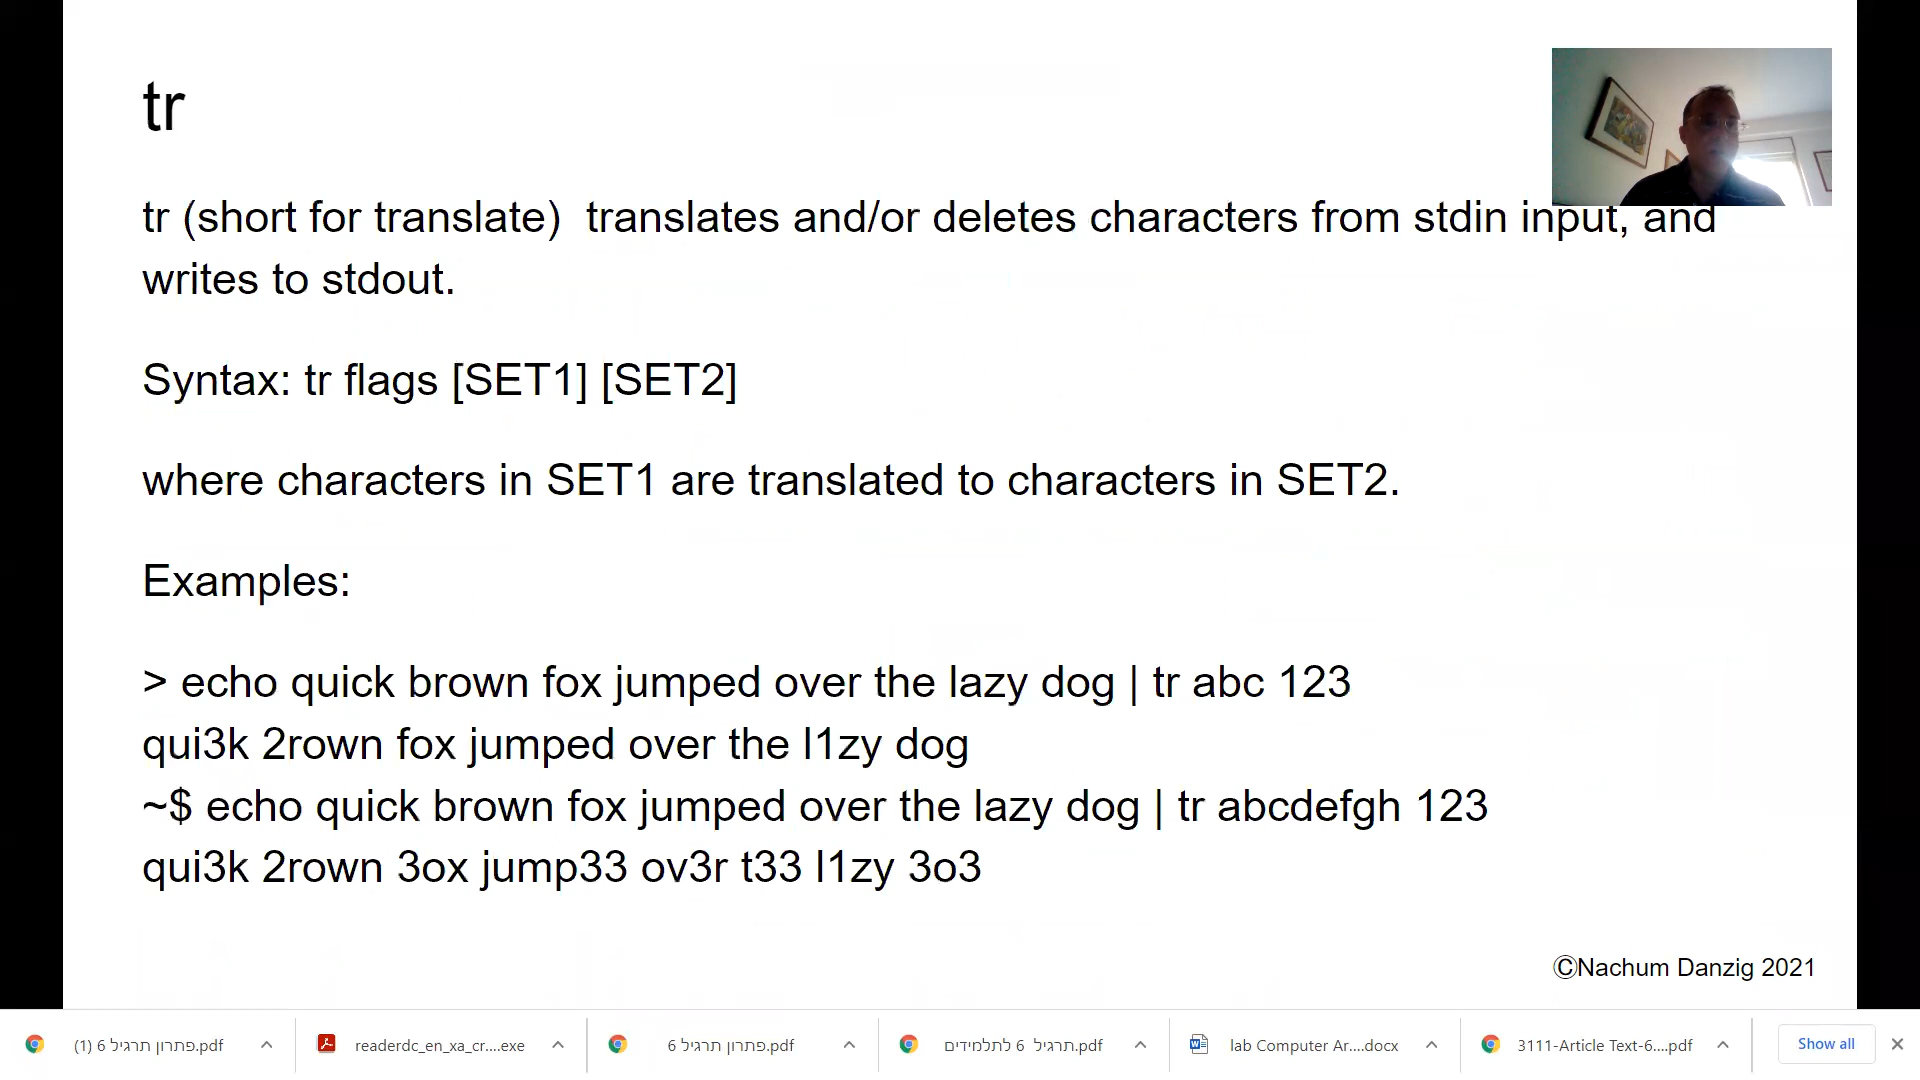 tr
tr (short for translate)  translates and/or deletes characters from stdin input, and
writes to stdout.
Syntax: tr flags [SET1] [SET2]
where characters in SET1 are translated to characters in SET2.
Examples:
> echo quick brown fox jumped over the lazy dog | tr abc 123
qui3k 2rown fox jumped over the l1zy dog
~$ echo quick brown fox jumped over the lazy dog | tr abcdefgh 123
qui3k 2rown 3ox jump33 ov3r t33 l1zy 3o3
©Nachum Danzig 2021
פתרון תרגיל 6 (1).pdf
readerdc_en_xa_cr....exe
פתרון תרגיל 6.pdf
תרגיל  6 לתלמידים.pdf
lab Computer Ar....docx
3111-Article Text-6....pdf
Show all